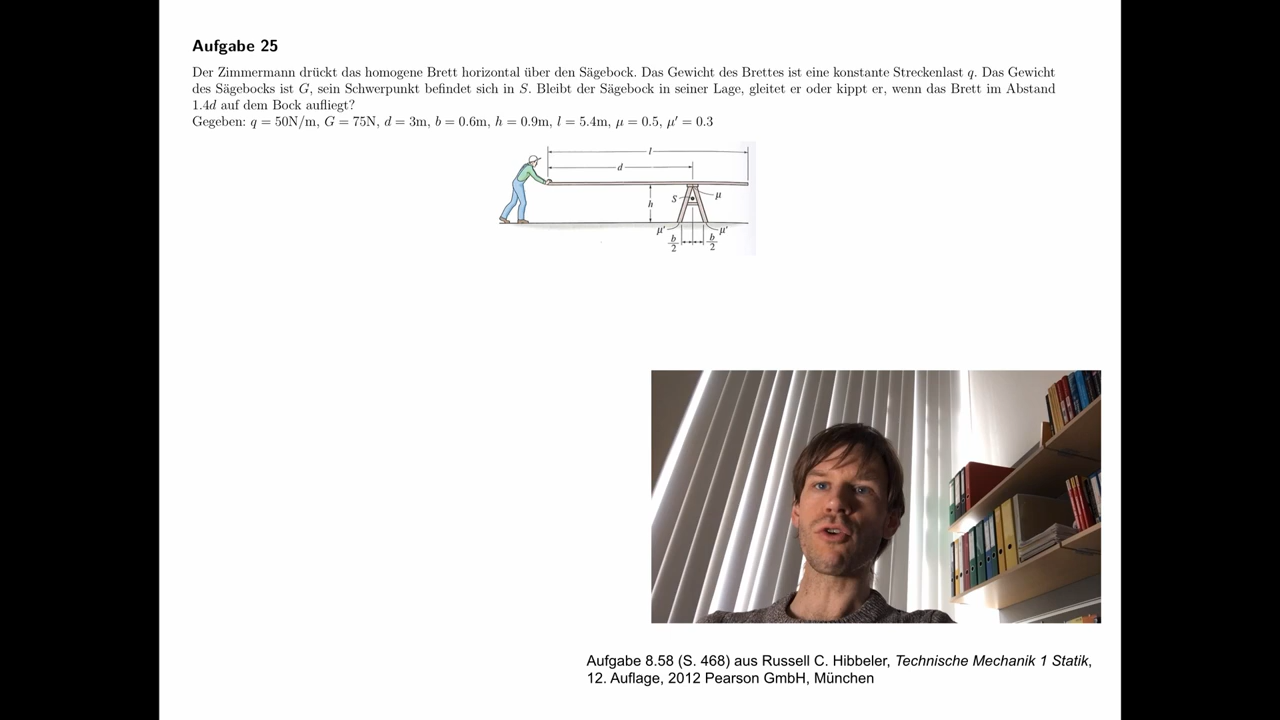 Aufgabe 25
Der Zimmermann drückt das homogene Brett horizontal über den Sägebock. Das Gewicht des Brettes ist eine konstante Streckenlast q. Das Gewicht
des Sägebocks ist G, sein Schwerpunkt befindet sich in S. Bleibt der Sägebock in seiner Lage, gleitet er oder kippt er, wenn das Brett im Abstand
1.4d auf dem Bock aufliegt?
Gegeben: q = 50N/m, G = 75N, d = 3m, b = 0.6m, h = 0.9m, l = 5.4m, μ = 0.5, μ′ = 0.3
l
d
S
μ
h
μ′
μ′
b/2
b/2
Aufgabe 8.58 (S. 468) aus Russell C. Hibbeler, Technische Mechanik 1 Statik,
12. Auflage, 2012 Pearson GmbH, München